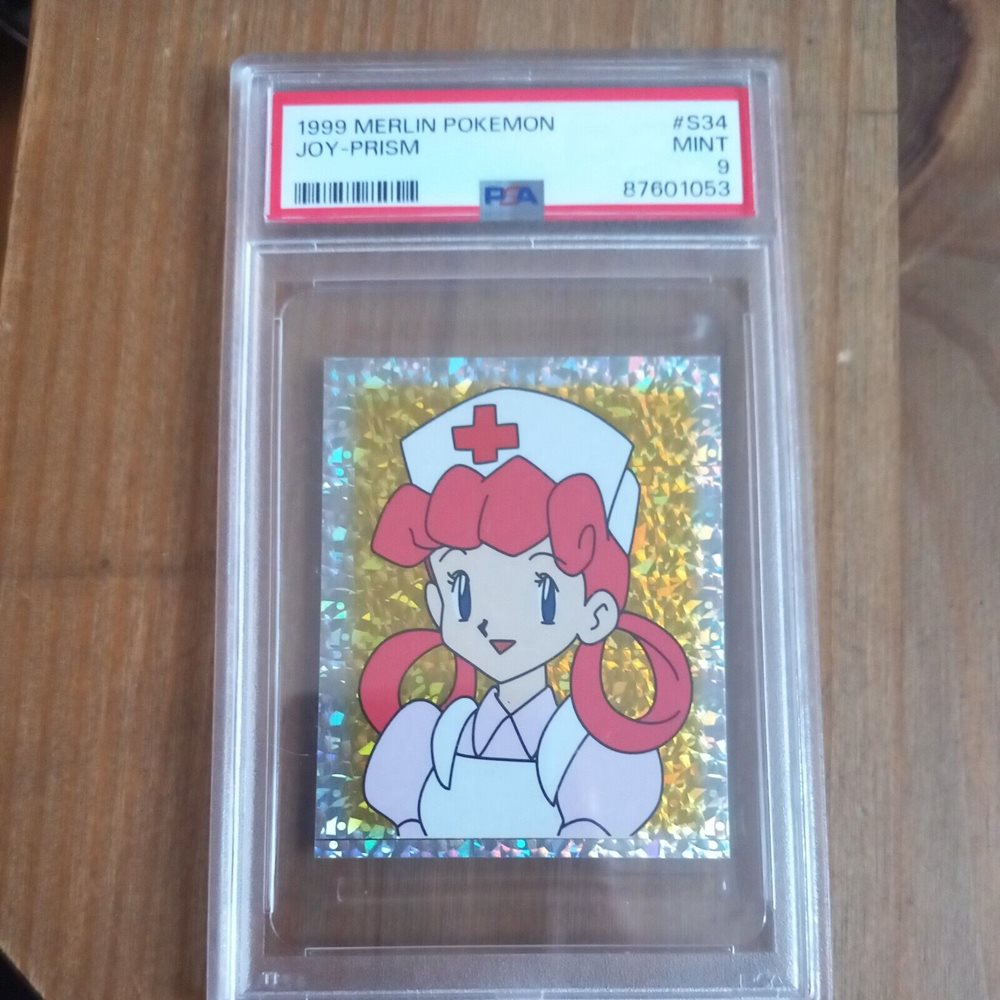 1999 MERLIN POKEMON #S34
JOY-PRISM MINT
9
87601053
PSA